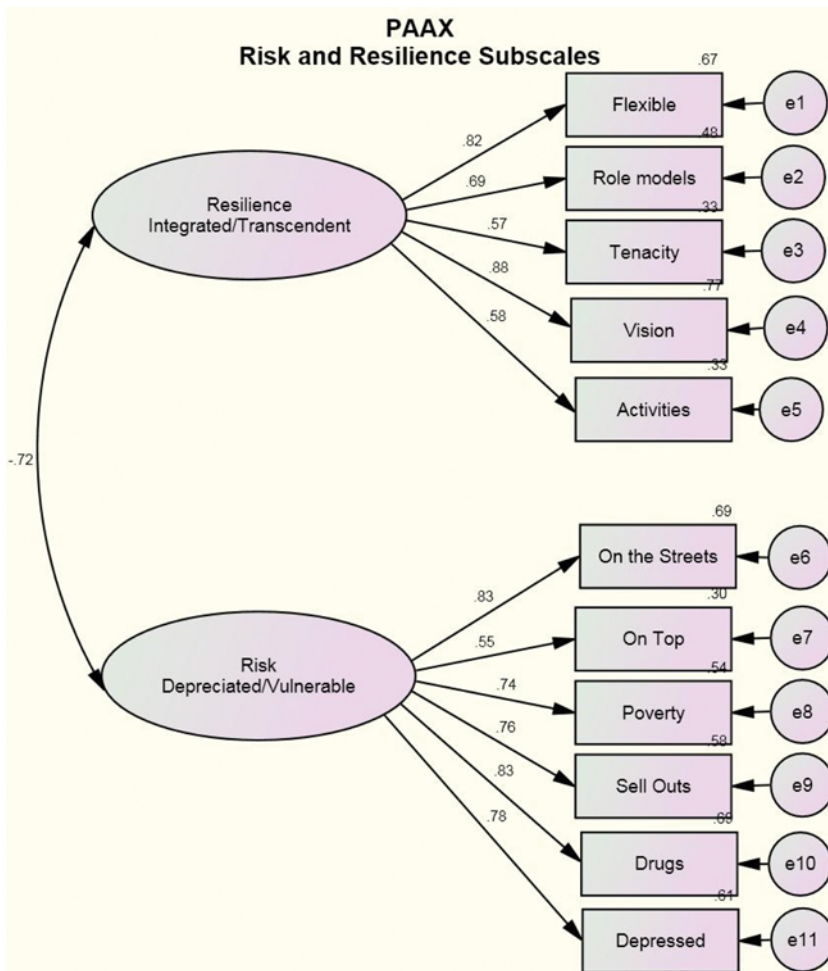 PAAX
Risk and Resilience Subscales
.67
Flexible
e1
.82
.48
Role models
e2
.69
Resilience
Integrated/Transcendent
.33
Tenacity
e3
.57
.77
Vision
e4
.88
.33
Activities
e5
.58
-.72
.69
On the Streets
e6
.83
.30
On Top
e7
.55
Risk
Depreciated/Vulnerable
.54
Poverty
e8
.74
.58
Sell Outs
e9
.76
.69
Drugs
e10
.83
.61
Depressed
e11
.78